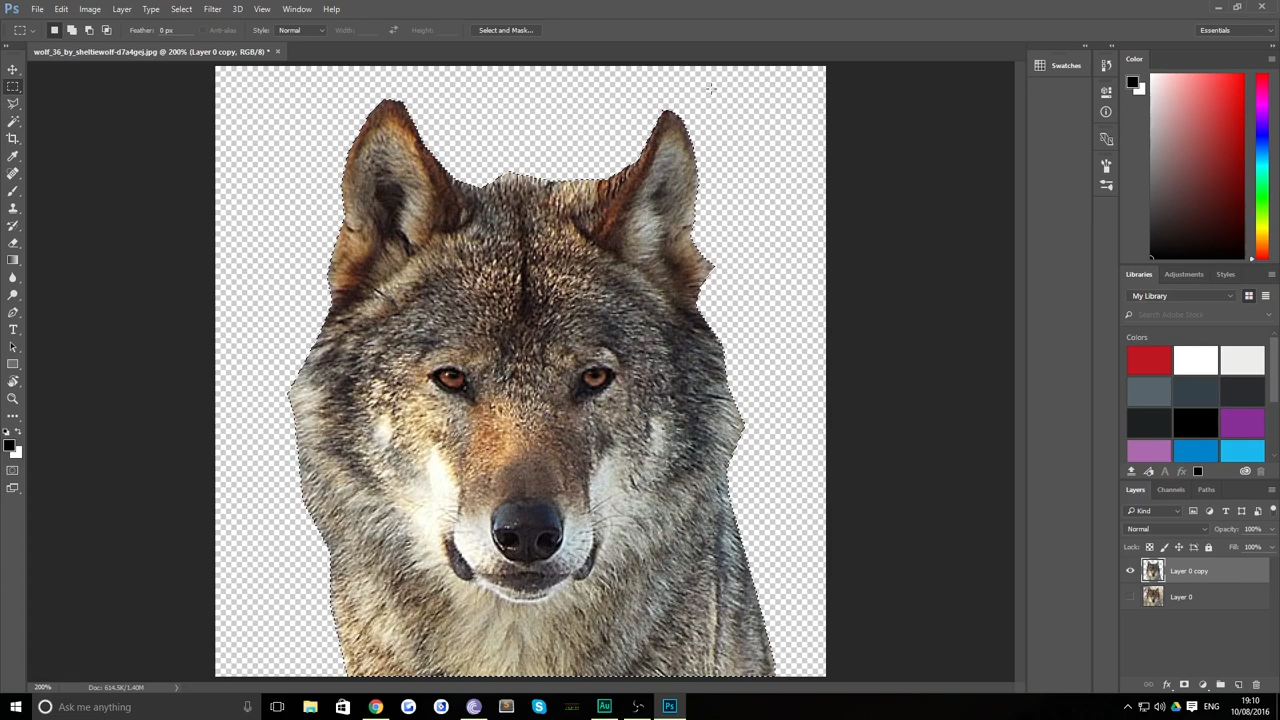 Ps File Edit Image Layer Type Select Filter 3D View Window Help
Feather: 0 px Anti-alias Style: Normal Width: Height: Select and Mask... Essentials
wolf_36_by_sheltiewolf-d7a4gej.jpg @ 200% (Layer 0 copy, RGB/8) *
Swatches
Color
Libraries Adjustments Styles
My Library
Search Adobe Stock
Colors
Layers Channels Paths
Kind
Normal Opacity: 100%
Lock: Fill: 100%
Layer 0 copy
Layer 0
200% Doc: 614.5K/1.40M
Ask me anything
Au
Ps
ENG
19:10
10/08/2016